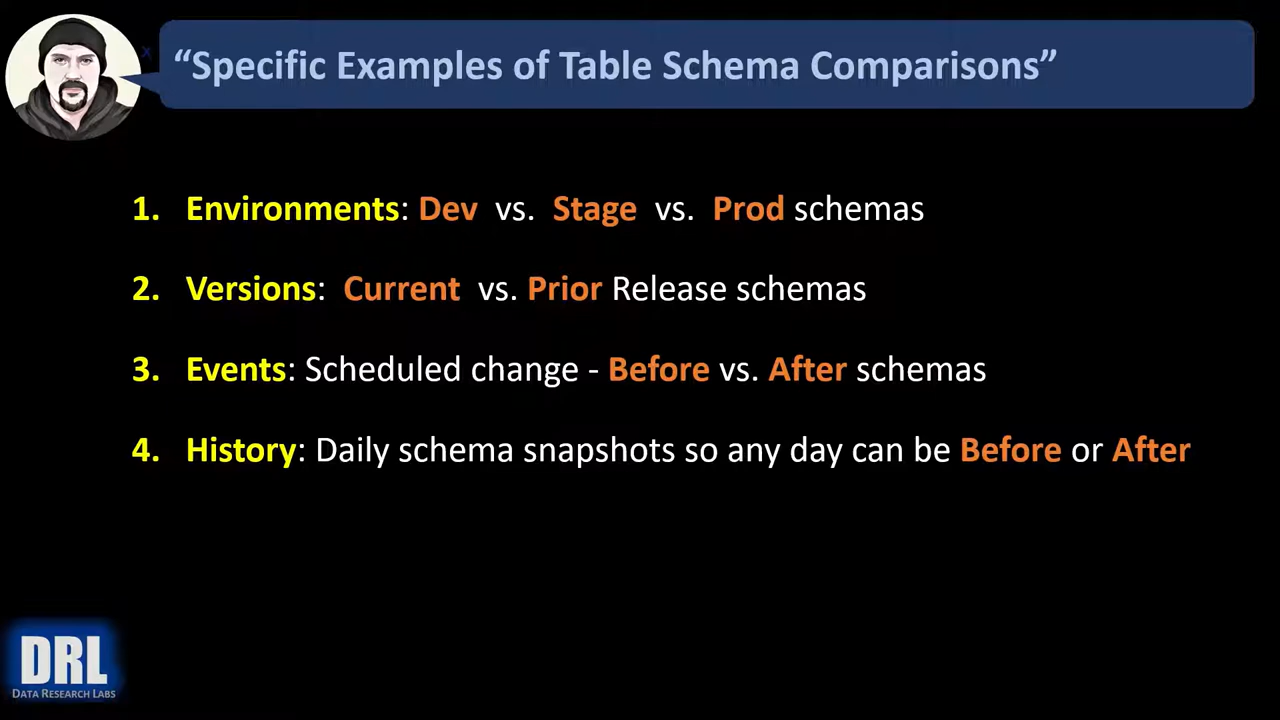 “Specific Examples of Table Schema Comparisons”
1. Environments: Dev vs. Stage vs. Prod schemas
2. Versions: Current vs. Prior Release schemas
3. Events: Scheduled change - Before vs. After schemas
4. History: Daily schema snapshots so any day can be Before or After
DRL
DATA RESEARCH LABS